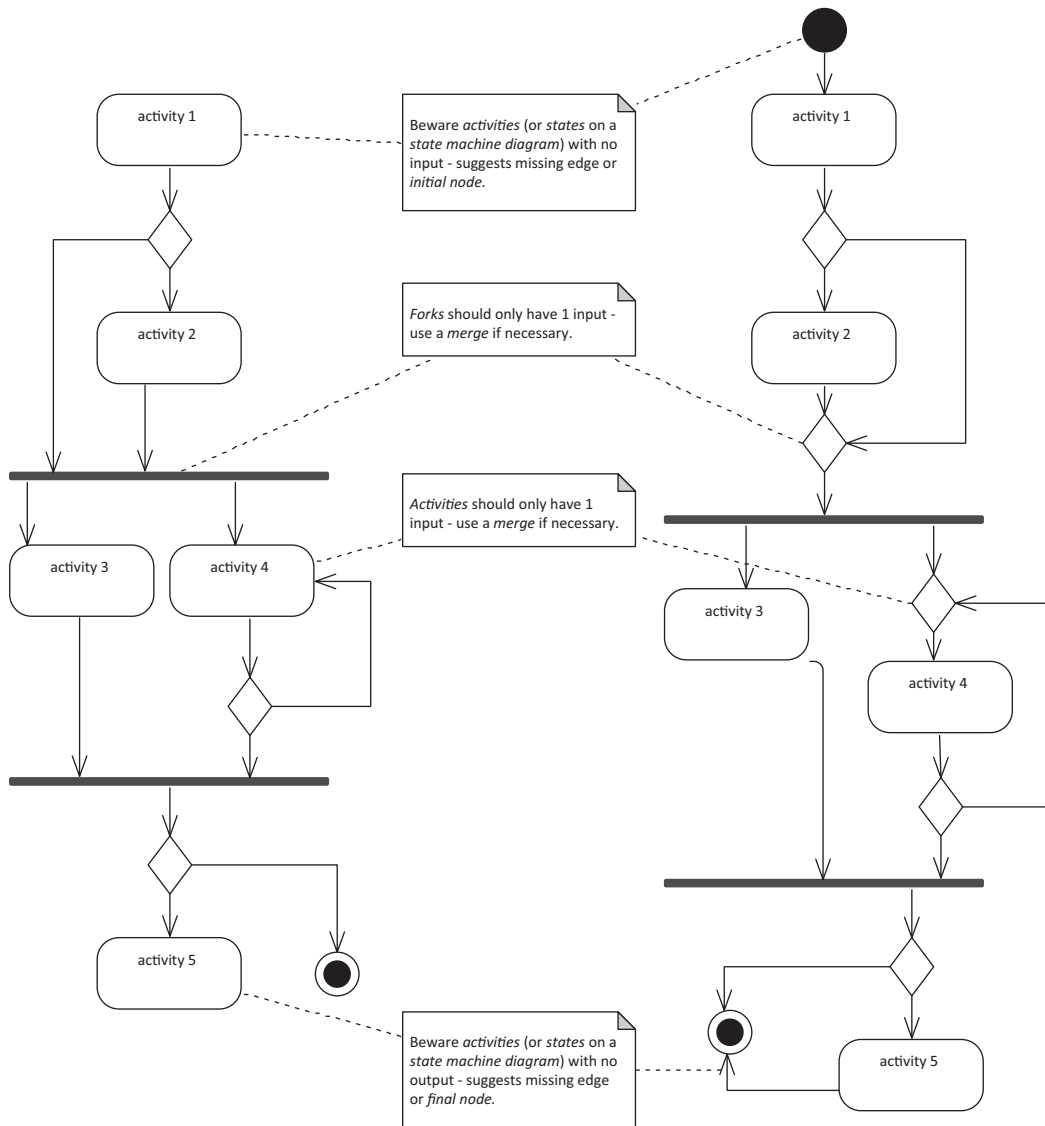 activity 1
Beware activities (or states on a
state machine diagram) with no
input - suggests missing edge or
initial node.
activity 1
activity 2
Forks should only have 1 input -
use a merge if necessary.
activity 2
Activities should only have 1
input - use a merge if necessary.
activity 3
activity 4
activity 3
activity 4
activity 5
Beware activities (or states on a
state machine diagram) with no
output - suggests missing edge
or final node.
activity 5